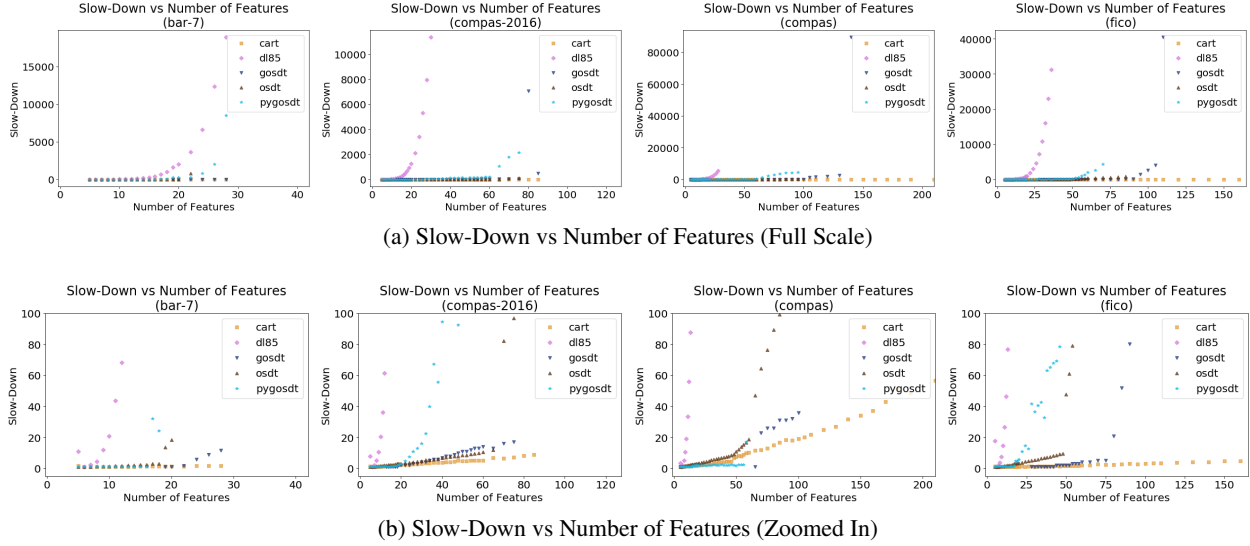 Slow-Down vs Number of Features
(bar-7)
Slow-Down
15000
10000
5000
0
0 10 20 30 40
Number of Features
cart
dl85
gosdt
osdt
pygosdt
Slow-Down vs Number of Features
(compas-2016)
Slow-Down
10000
8000
6000
4000
2000
0
0 20 40 60 80 100 120
Number of Features
cart
dl85
gosdt
osdt
pygosdt
Slow-Down vs Number of Features
(compas)
Slow-Down
80000
60000
40000
20000
0
0 50 100 150 200
Number of Features
cart
dl85
gosdt
osdt
pygosdt
Slow-Down vs Number of Features
(fico)
Slow-Down
40000
30000
20000
10000
0
0 25 50 75 100 125 150
Number of Features
cart
dl85
gosdt
osdt
pygosdt
(a) Slow-Down vs Number of Features (Full Scale)
Slow-Down vs Number of Features
(bar-7)
Slow-Down
100
80
60
40
20
0
0 10 20 30 40
Number of Features
cart
dl85
gosdt
osdt
pygosdt
Slow-Down vs Number of Features
(compas-2016)
Slow-Down
100
80
60
40
20
0
0 20 40 60 80 100 120
Number of Features
cart
dl85
gosdt
osdt
pygosdt
Slow-Down vs Number of Features
(compas)
Slow-Down
100
80
60
40
20
0
0 50 100 150 200
Number of Features
cart
dl85
gosdt
osdt
pygosdt
Slow-Down vs Number of Features
(fico)
Slow-Down
100
80
60
40
20
0
0 25 50 75 100 125 150
Number of Features
cart
dl85
gosdt
osdt
pygosdt
(b) Slow-Down vs Number of Features (Zoomed In)